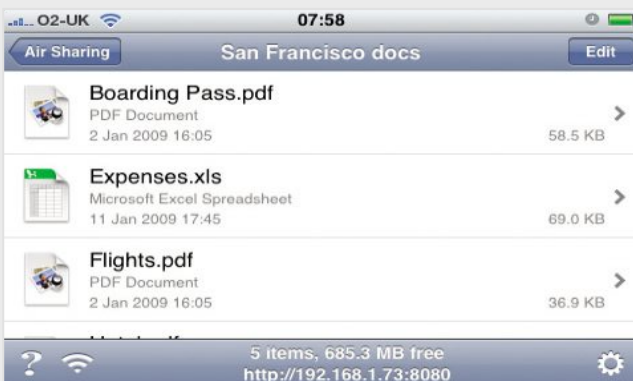 O2-UK 07:58
Air Sharing San Francisco docs Edit
Boarding Pass.pdf
PDF Document
2 Jan 2009 16:05 58.5 KB
Expenses.xls
Microsoft Excel Spreadsheet
11 Jan 2009 17:45 69.0 KB
Flights.pdf
PDF Document
2 Jan 2009 16:05 36.9 KB
?
5 items, 685.3 MB free
http://192.168.1.73:8080